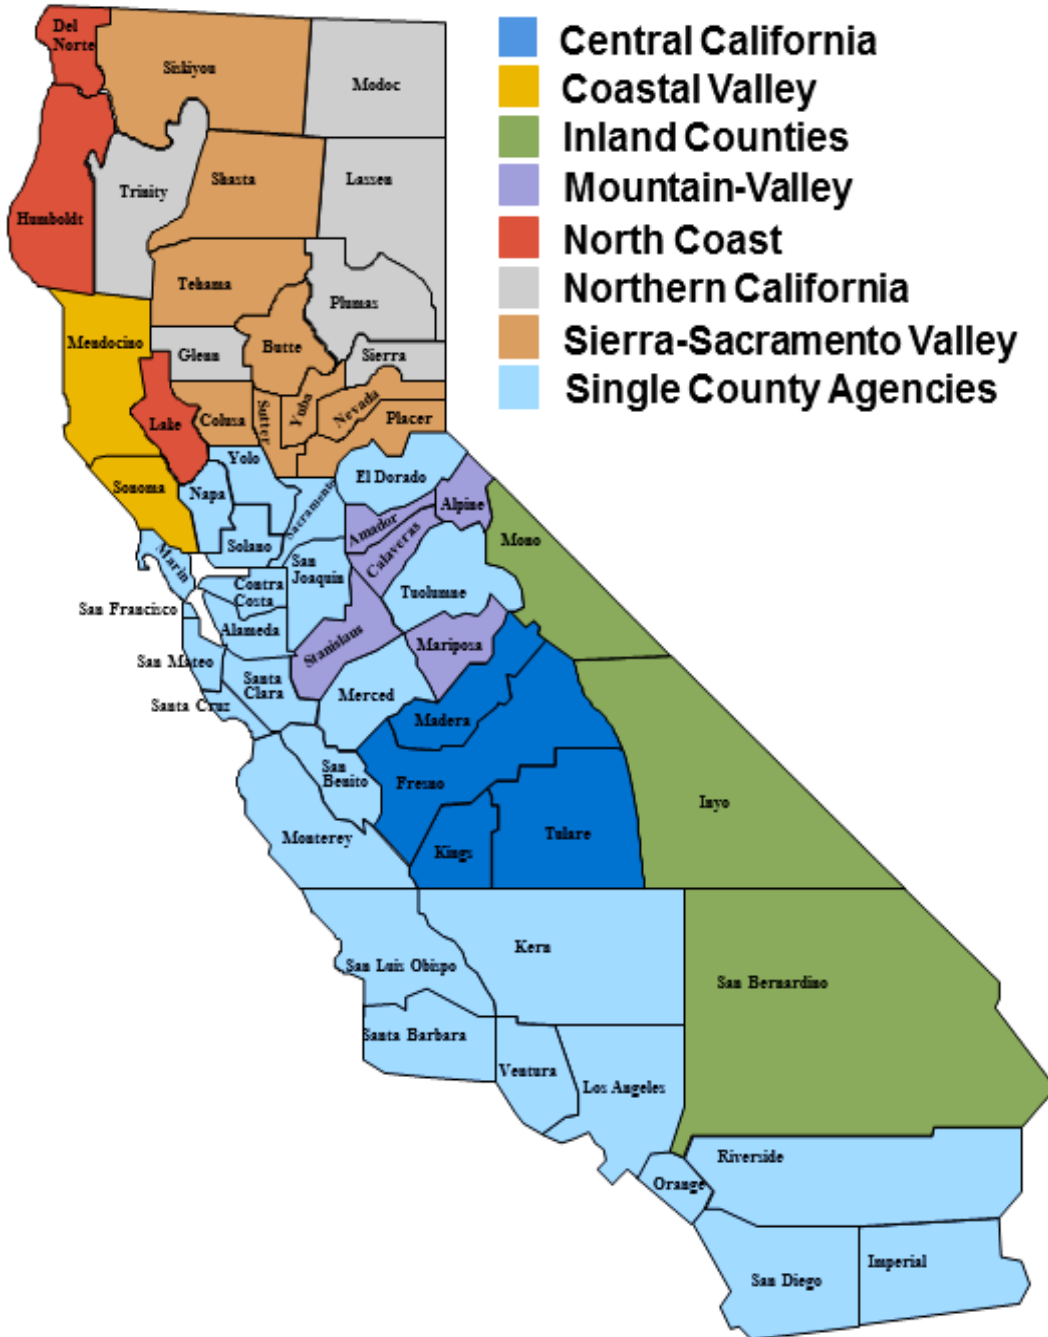 Del
Norte
Siskiyou
Modoc
Central California
Coastal Valley
Inland Counties
Mountain-Valley
North Coast
Northern California
Sierra-Sacramento Valley
Single County Agencies
Humboldt
Trinity
Shasta
Lassen
Tehama
Plumas
Mendocino
Glenn
Butte
Sierra
Lake
Colusa
Sutter
Yuba
Nevada
Placer
Sonoma
Napa
Yolo
Sacramento
El Dorado
Alpine
Mono
Marin
Solano
Amador
Calaveras
San
Joaquin
Contra
Costa
Tuolumne
San Francisco
Alameda
Stanislaus
Mariposa
San Mateo
Santa
Clara
Merced
Santa Cruz
Madera
San
Benito
Fresno
Inyo
Monterey
Kings
Tulare
Kern
San Luis Obispo
San Bernardino
Santa Barbara
Ventura
Los Angeles
Orange
Riverside
San Diego
Imperial